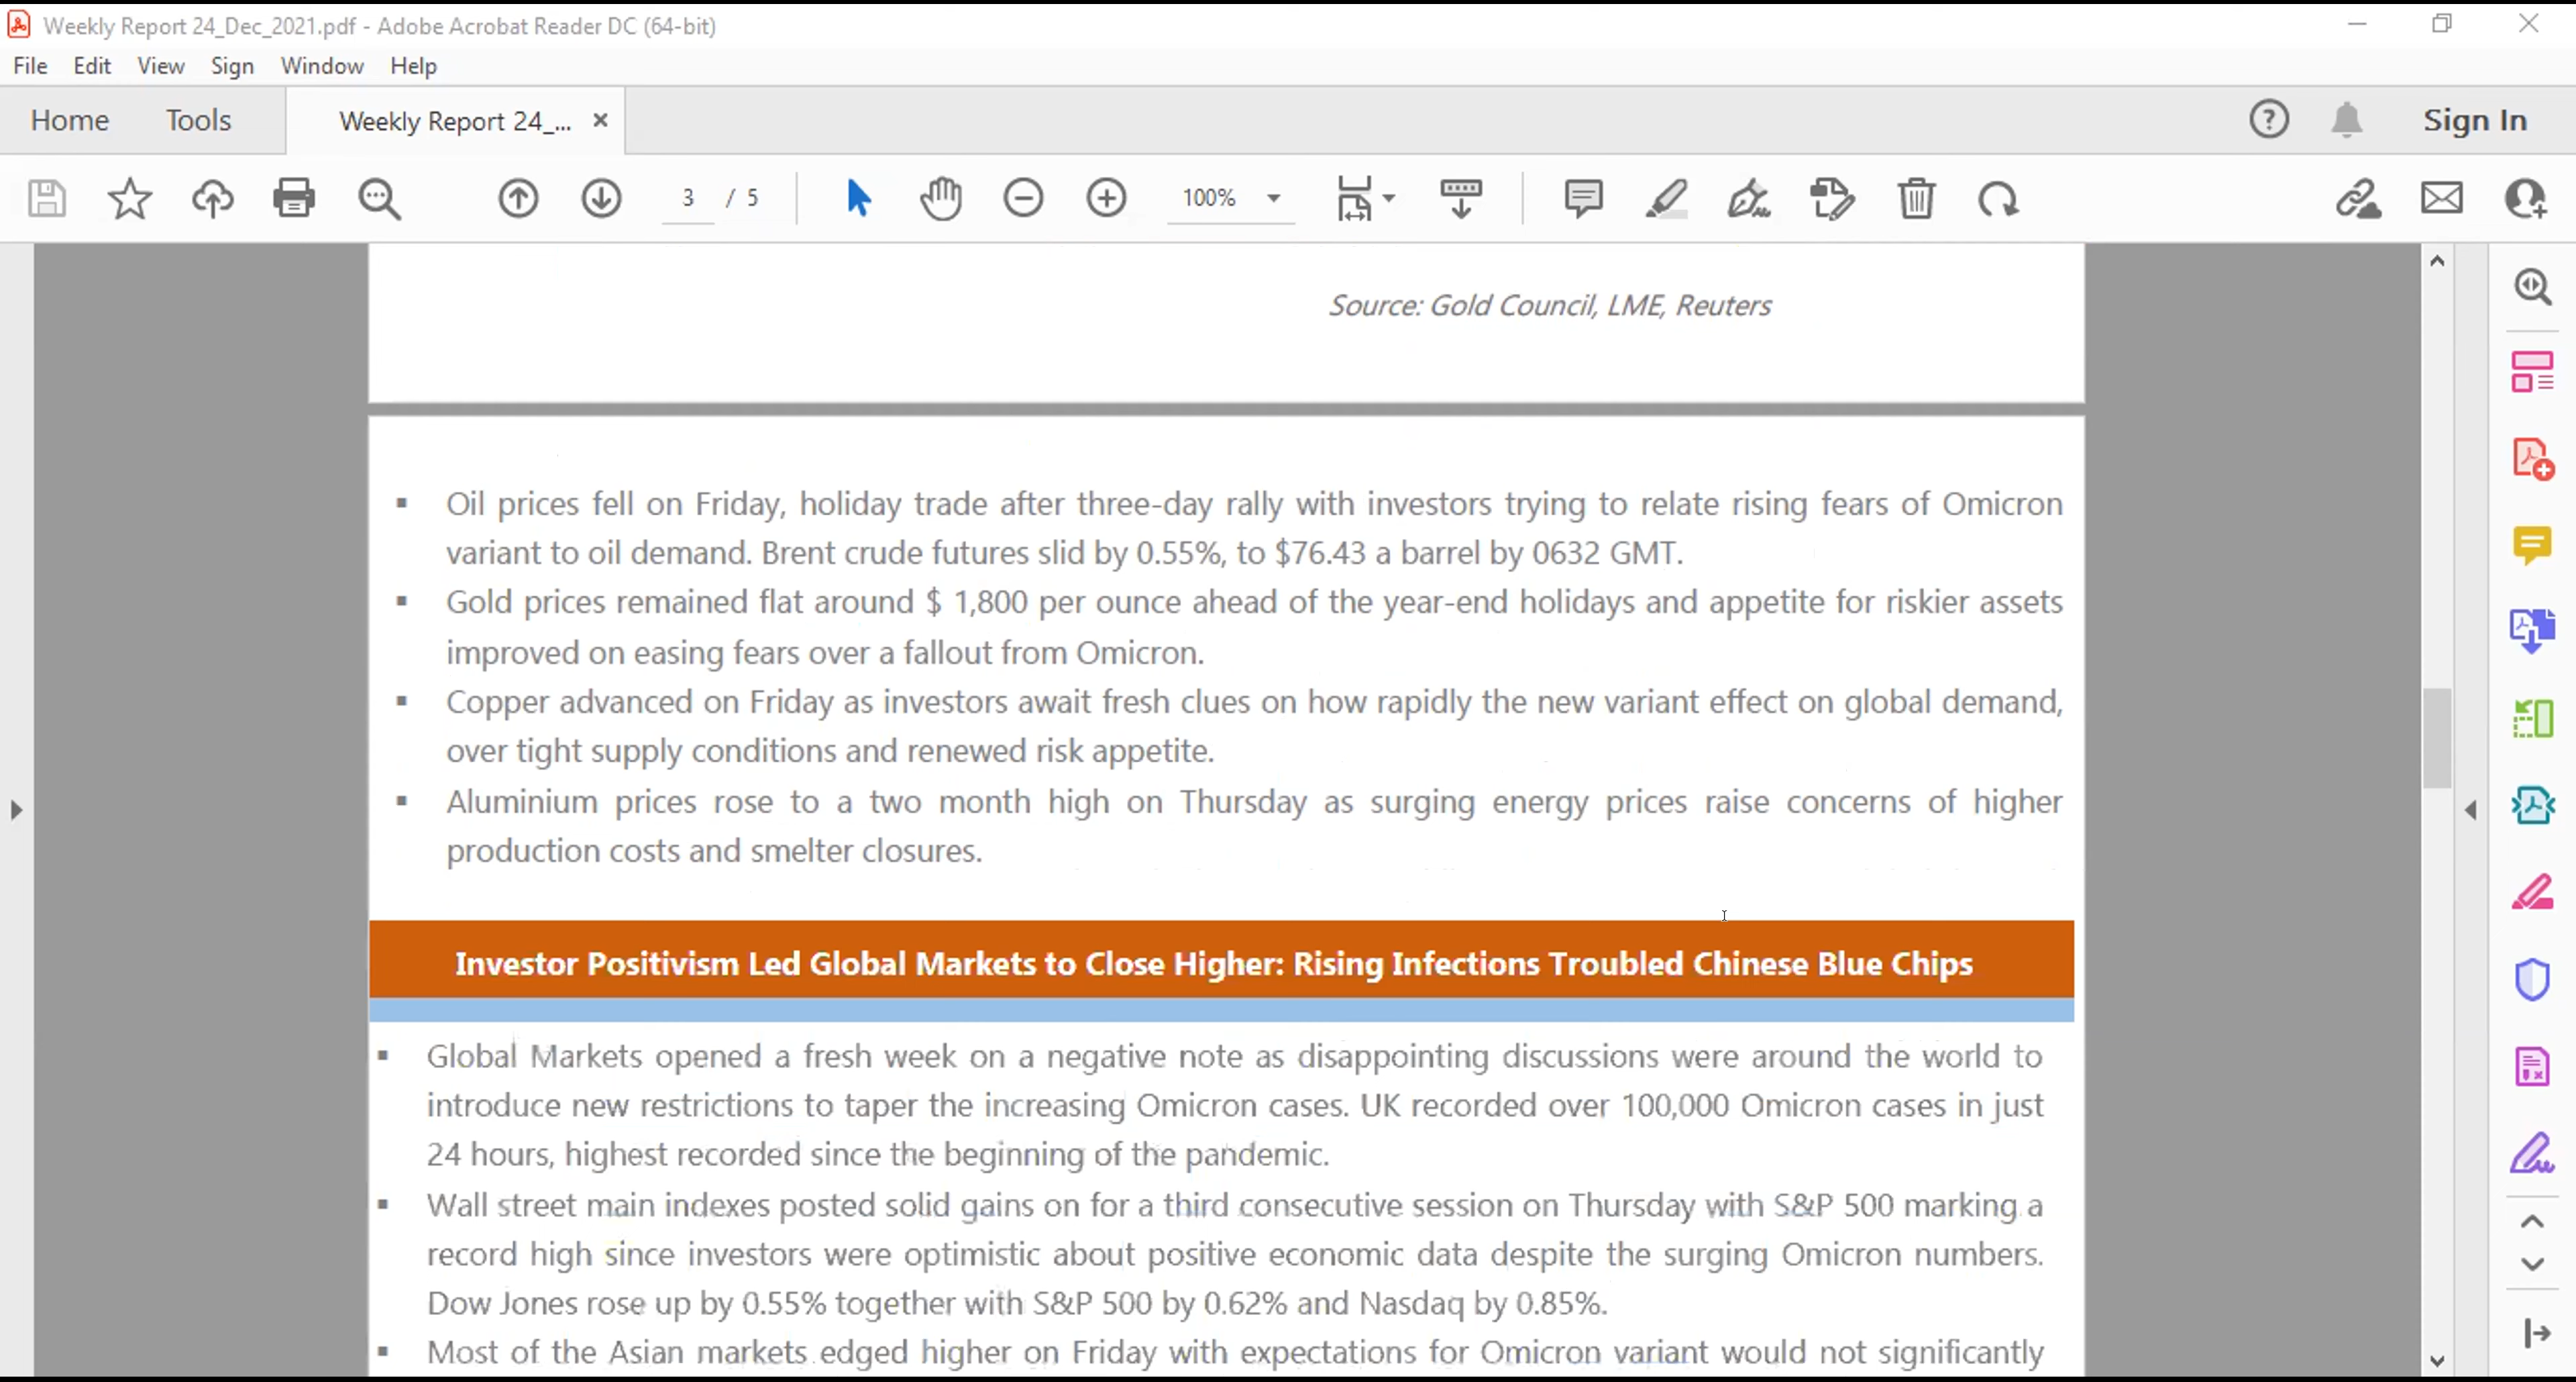 Weekly Report 24_Dec_2021.pdf - Adobe Acrobat Reader DC (64-bit)
File Edit View Sign Window Help
Home Tools Weekly Report 24_... × Sign In
3 / 5 100%
Source: Gold Council, LME, Reuters
▪ Oil prices fell on Friday, holiday trade after three-day rally with investors trying to relate rising fears of Omicron
variant to oil demand. Brent crude futures slid by 0.55%, to $76.43 a barrel by 0632 GMT.
▪ Gold prices remained flat around $ 1,800 per ounce ahead of the year-end holidays and appetite for riskier assets
improved on easing fears over a fallout from Omicron.
▪ Copper advanced on Friday as investors await fresh clues on how rapidly the new variant effect on global demand,
over tight supply conditions and renewed risk appetite.
▪ Aluminium prices rose to a two month high on Thursday as surging energy prices raise concerns of higher
production costs and smelter closures.
Investor Positivism Led Global Markets to Close Higher: Rising Infections Troubled Chinese Blue Chips
▪ Global Markets opened a fresh week on a negative note as disappointing discussions were around the world to
introduce new restrictions to taper the increasing Omicron cases. UK recorded over 100,000 Omicron cases in just
24 hours, highest recorded since the beginning of the pandemic.
▪ Wall street main indexes posted solid gains on for a third consecutive session on Thursday with S&P 500 marking a
record high since investors were optimistic about positive economic data despite the surging Omicron numbers.
Dow Jones rose up by 0.55% together with S&P 500 by 0.62% and Nasdaq by 0.85%.
▪ Most of the Asian markets edged higher on Friday with expectations for Omicron variant would not significantly